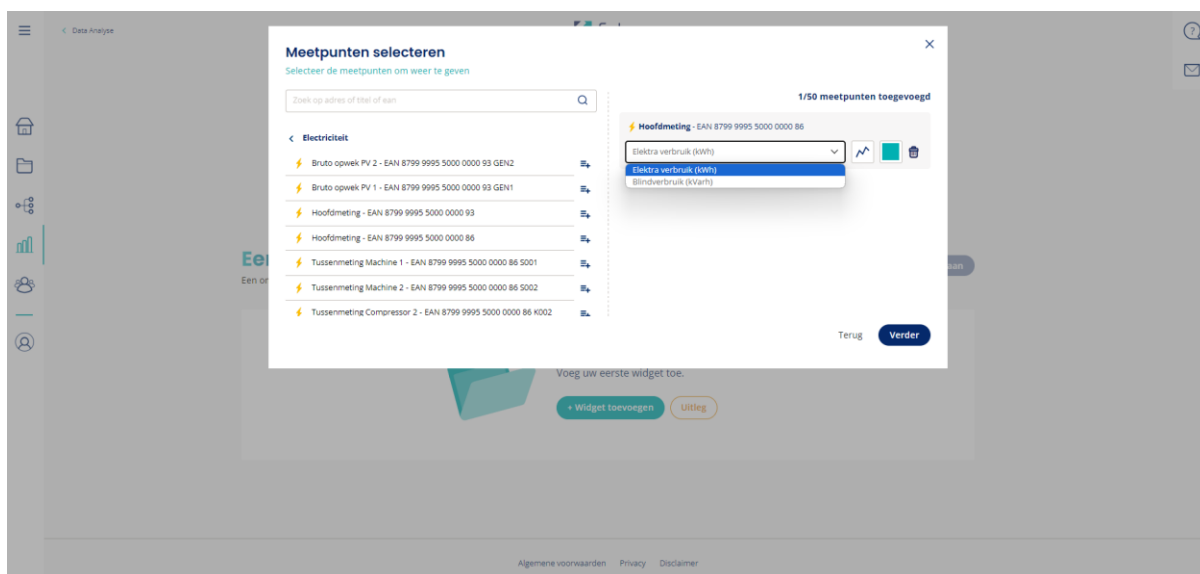 Data Analyse
Meetpunten selecteren
Selecteer de meetpunten om weer te geven
Zoek op adres of titel of ean
1/50 meetpunten toegevoegd
Electriciteit
Bruto opwek PV 2 - EAN 8799 9995 5000 0000 93 GEN2
Bruto opwek PV 1 - EAN 8799 9995 5000 0000 93 GEN1
Hoofdmeting - EAN 8799 9995 5000 0000 93
Hoofdmeting - EAN 8799 9995 5000 0000 86
Tussenmeting Machine 1 - EAN 8799 9995 5000 0000 86 S001
Tussenmeting Machine 2 - EAN 8799 9995 5000 0000 86 S002
Tussenmeting Compressor 2 - EAN 8799 9995 5000 0000 86 K002
Hoofdmeting - EAN 8799 9995 5000 0000 86
Elektra verbruik (kWh)
Elektra verbruik (kWh)
Blindverbruik (kVarh)
Terug
Verder
Voeg uw eerste widget toe.
+ Widget toevoegen
Uitleg
Algemene voorwaarden Privacy Disclaimer